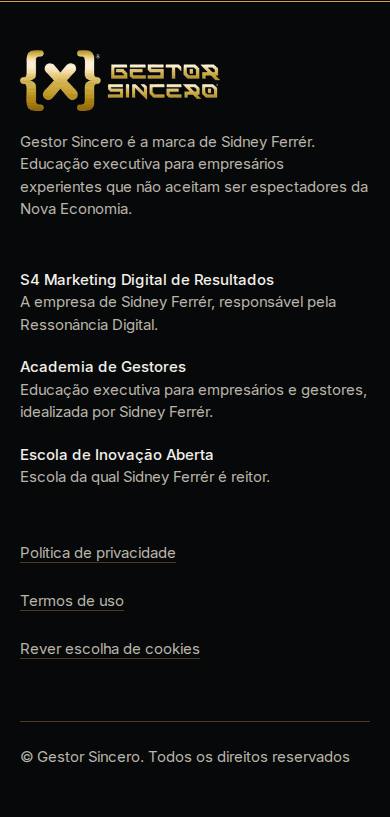 {x}®
GESTOR
SINCERO
Gestor Sincero é a marca de Sidney Ferrér.
Educação executiva para empresários
experientes que não aceitam ser espectadores da
Nova Economia.
S4 Marketing Digital de Resultados
A empresa de Sidney Ferrér, responsável pela
Ressonância Digital.
Academia de Gestores
Educação executiva para empresários e gestores,
idealizada por Sidney Ferrér.
Escola de Inovação Aberta
Escola da qual Sidney Ferrér é reitor.
Política de privacidade
Termos de uso
Rever escolha de cookies
© Gestor Sincero. Todos os direitos reservados